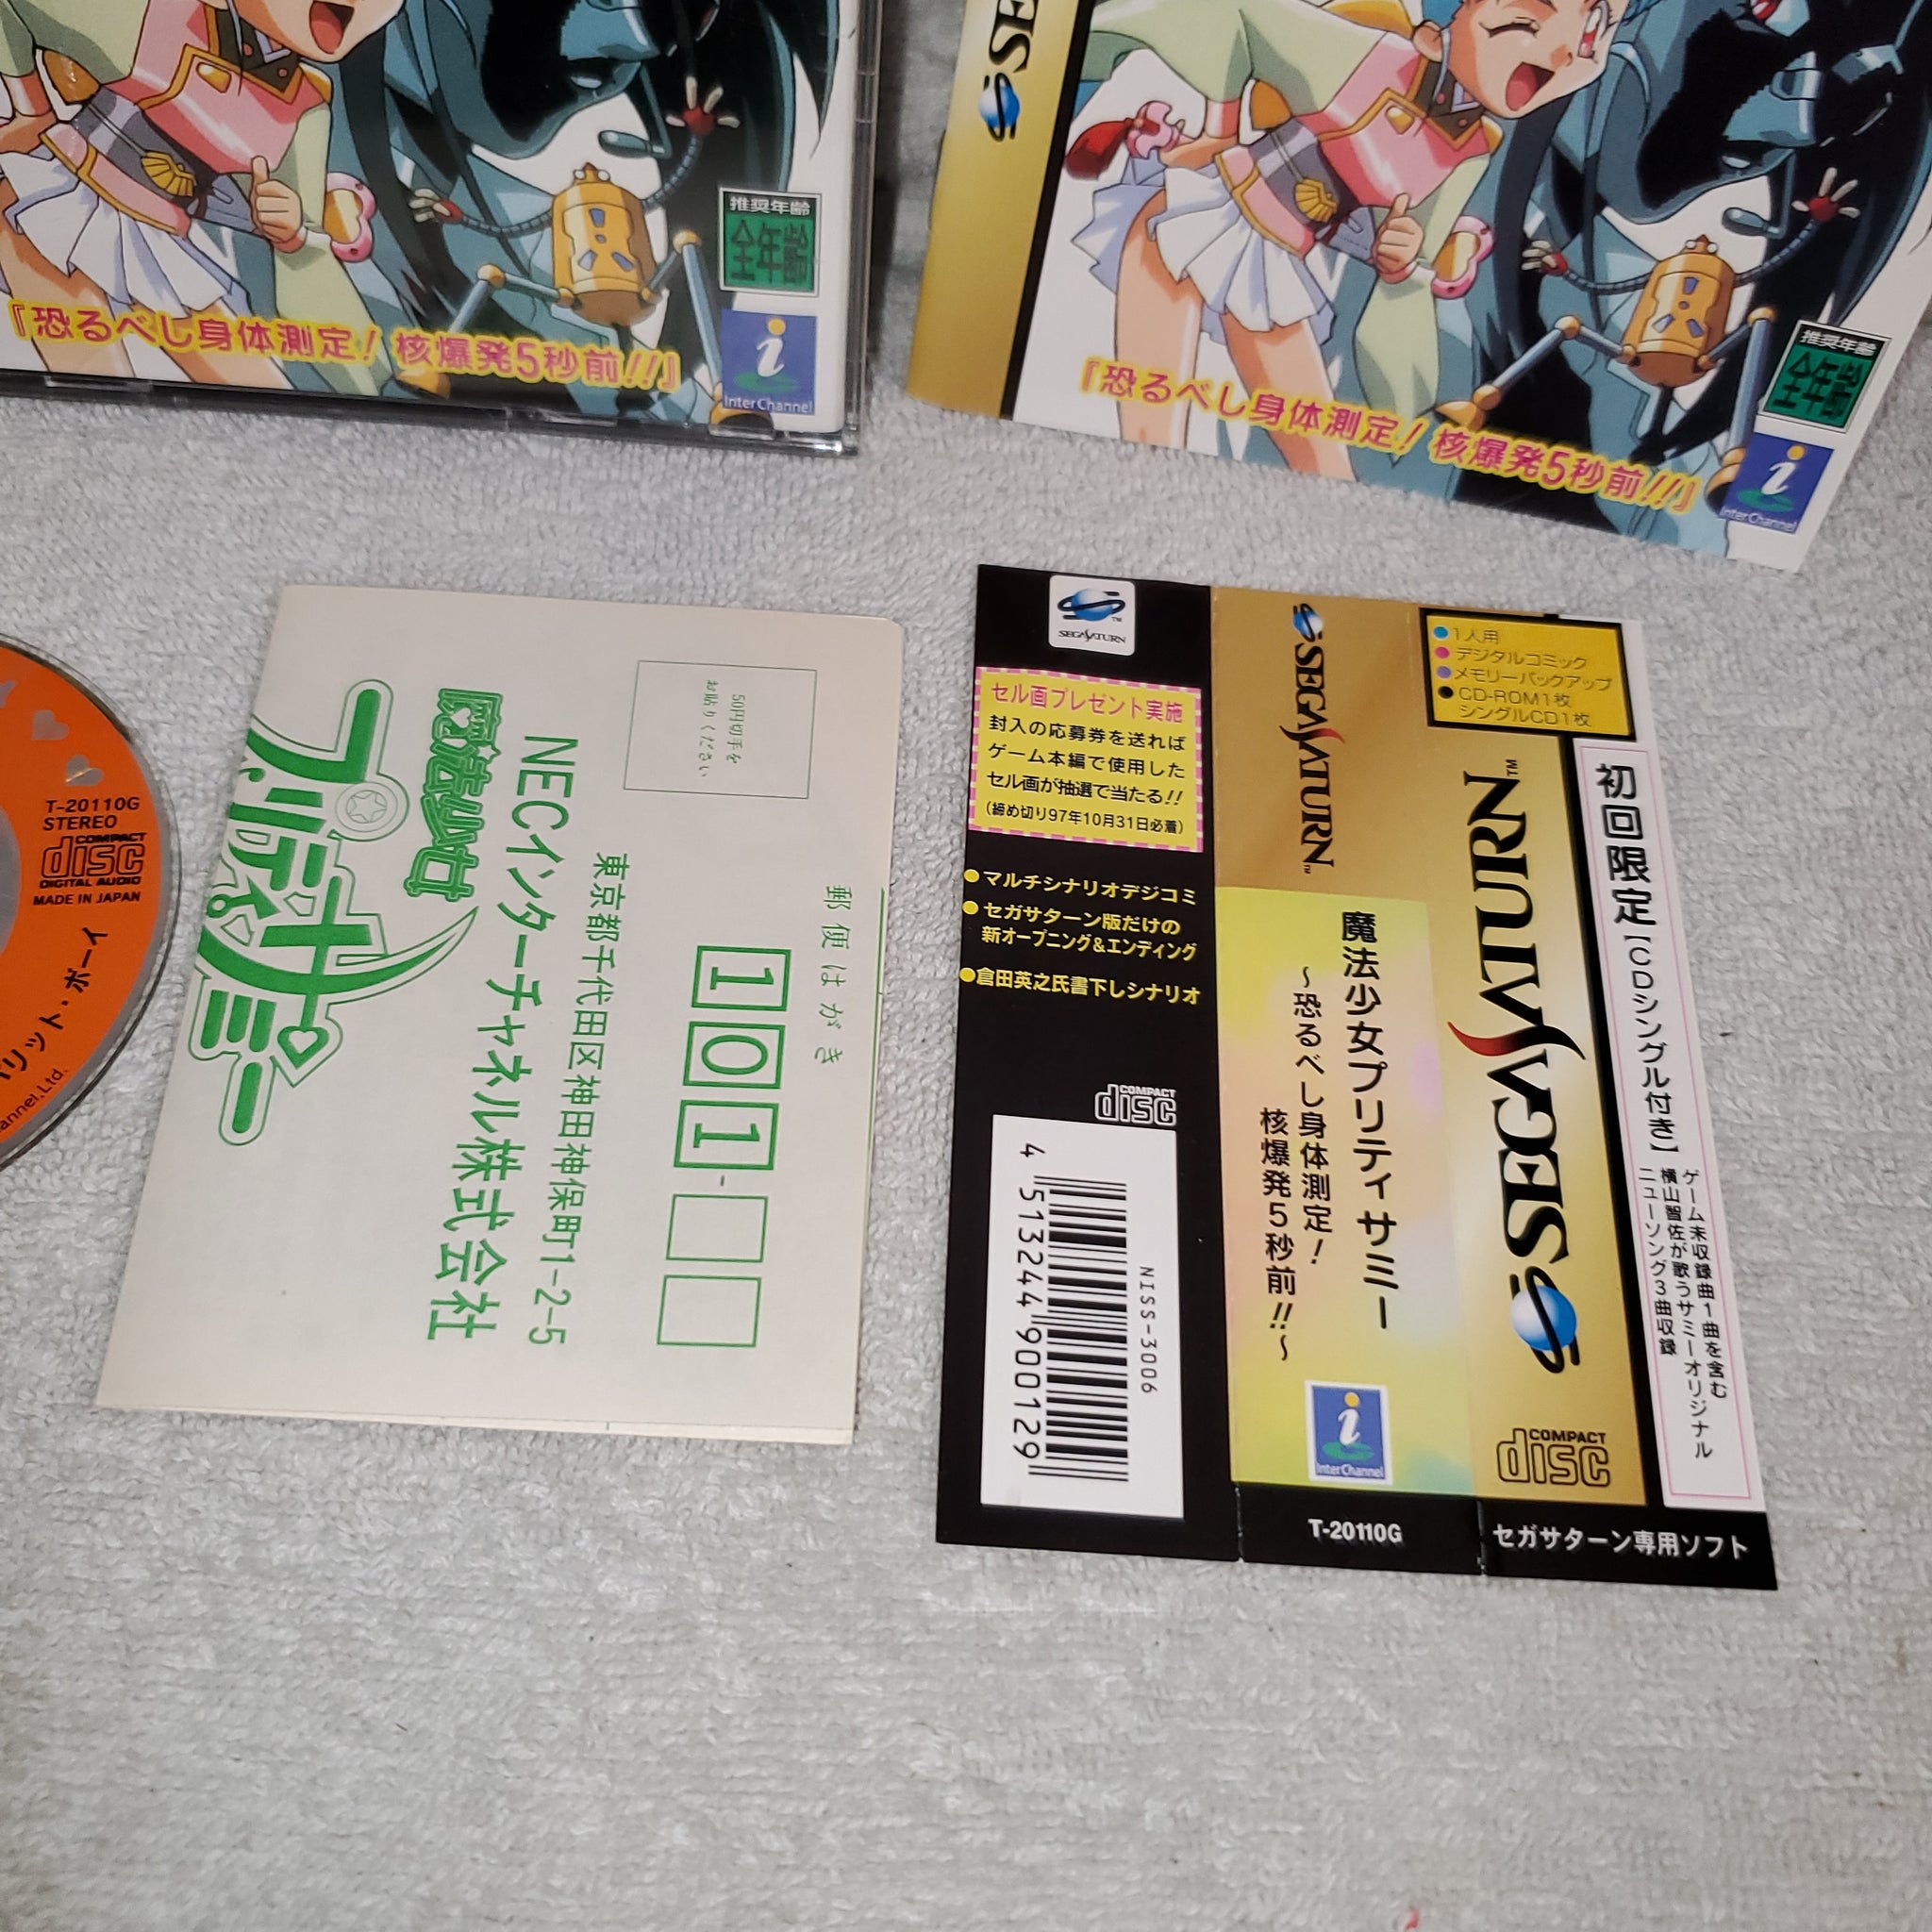 推奨年齢
全年齢
『恐るべし身体測定! 核爆発5秒前!!』
i
InterChannel
推奨年齢
全年齢
『恐るべし身体測定! 核爆発5秒前!!』
i
InterChannel
T-20110G
STEREO
COMPACT
disc
DIGITAL AUDIO
MADE IN JAPAN
リット・ボーイ
annel,Ltd.
50円切手を
お貼りください
郵便はがき
101-
東京都千代田区神田神保町1-2-5
NECインターチャネル株式会社
魔法少女
プリティサミー
SEGA SATURN™
セル画プレゼント実施
封入の応募券を送れば
ゲーム本編で使用した
セル画が抽選で当たる!!
(締め切り97年10月31日必着)
●マルチシナリオデジコミ
●セガサターン版だけの
新オープニング&エンディング
●倉田英之氏書下しシナリオ
COMPACT
disc
NISS-3006
4 513244 900129
SEGA SATURN™
魔法少女プリティサミー
～恐るべし身体測定!
核爆発5秒前!!～
i
InterChannel
T-20110G
●1人用
●デジタルコミック
●メモリーバックアップ
●CD-ROM1枚
シングルCD1枚
SEGA SATURN™
COMPACT
disc
セガサターン専用ソフト
初回限定【CDシングル付き】
ゲーム未収録曲1曲を含む
横山智佐が歌うサミーオリジナル
ニューソング3曲収録